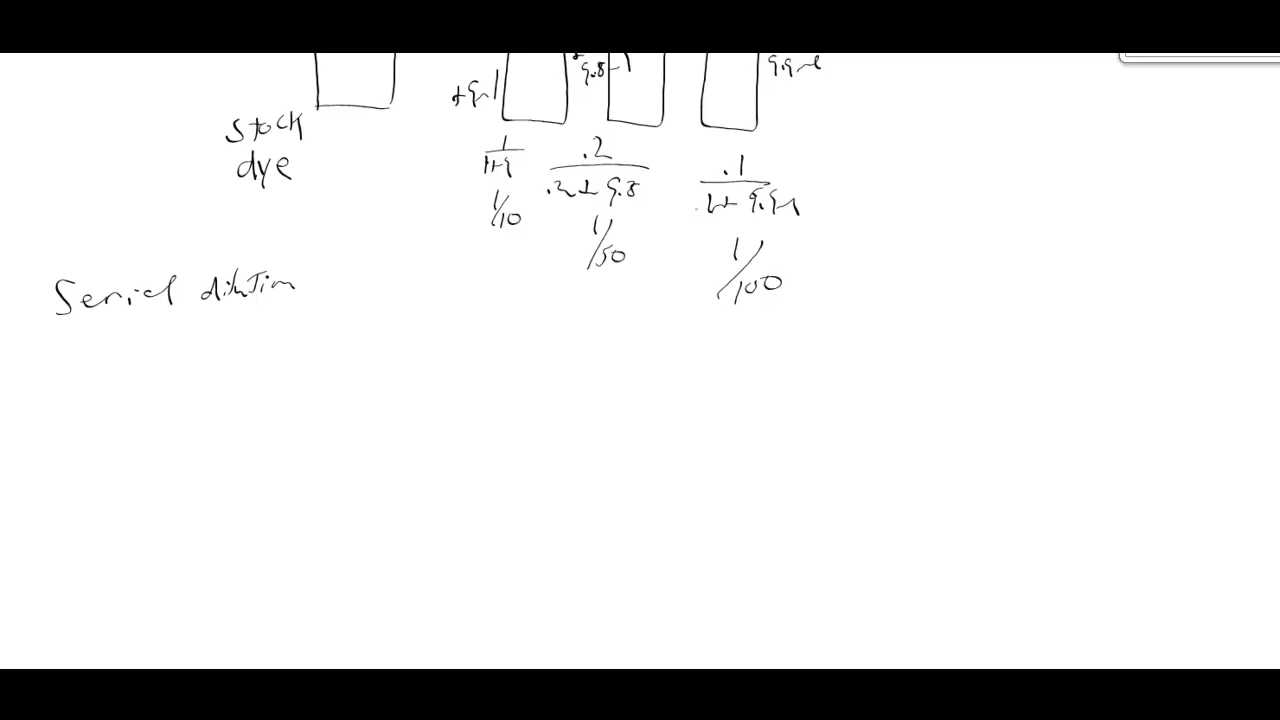 +9ml
+
9.8ml
9.9ml
stock
dye
1
1+9
1/10
.2
.2 + 9.8
1/50
.1
.1+ 9.9
1/100
Serial dilution